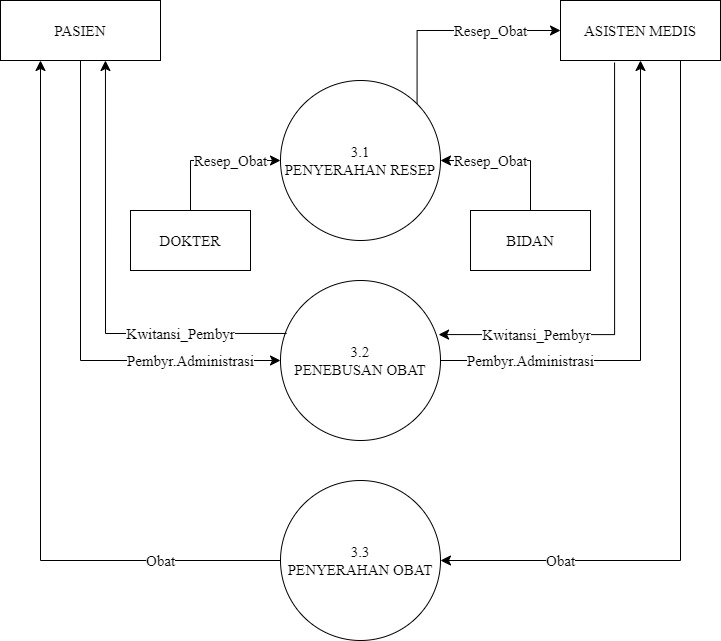 PASIEN
Resep_Obat
ASISTEN MEDIS
3.1
PENYERAHAN RESEP
Resep_Obat
Resep_Obat
DOKTER
BIDAN
Kwitansi_Pembyr
Kwitansi_Pembyr
3.2
PENEBUSAN OBAT
Pembyr.Administrasi
Pembyr.Administrasi
3.3
PENYERAHAN OBAT
Obat
Obat